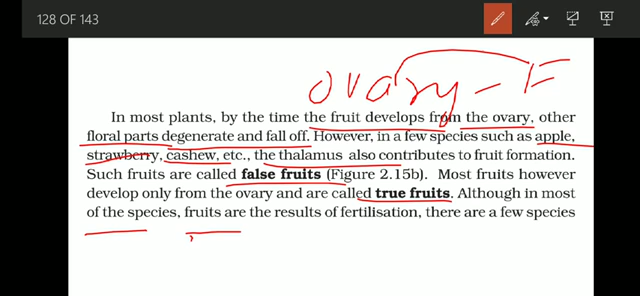 128 OF 143
ovary - F
In most plants, by the time the fruit develops from the ovary, other
floral parts degenerate and fall off. However, in a few species such as apple,
strawberry, cashew, etc., the thalamus also contributes to fruit formation.
Such fruits are called false fruits (Figure 2.15b). Most fruits however
develop only from the ovary and are called true fruits. Although in most
of the species, fruits are the results of fertilisation, there are a few species